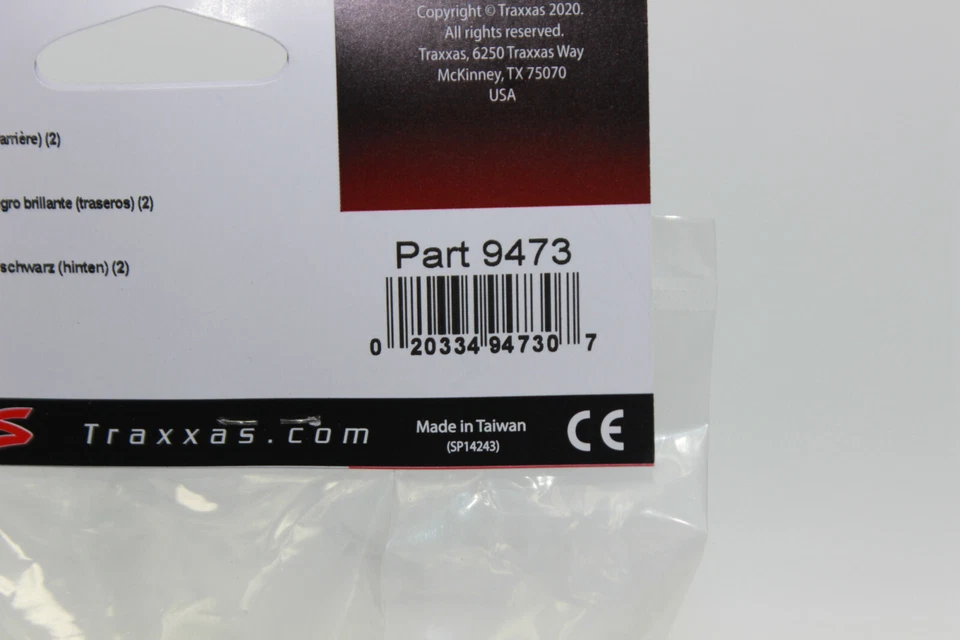 Copyright © Traxxas 2020.
All rights reserved.
Traxxas, 6250 Traxxas Way
McKinney, TX 75070
USA
arrière) (2)
gro brillante (traseros) (2)
schwarz (hinten) (2)
Part 9473
0 20334 94730 7
Traxxas.com
Made in Taiwan
(SP14243)
CE